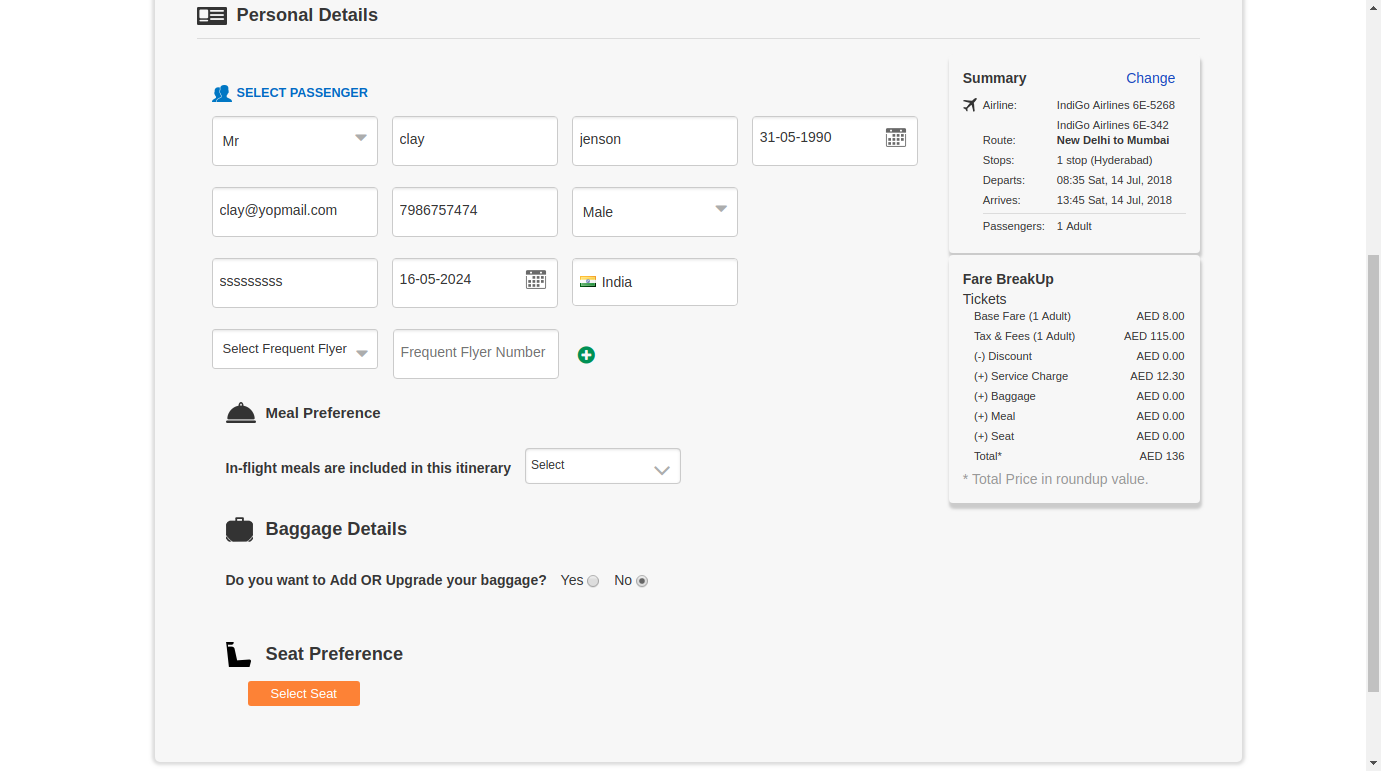 Personal Details
SELECT PASSENGER
Mr clay jenson 31-05-1990
clay@yopmail.com 7986757474 Male
sssssssss 16-05-2024 India
Select Frequent Flyer Frequent Flyer Number
Meal Preference
In-flight meals are included in this itinerary Select
Baggage Details
Do you want to Add OR Upgrade your baggage? Yes No
Seat Preference
Select Seat
Summary Change
Airline: IndiGo Airlines 6E-5268
IndiGo Airlines 6E-342
Route: New Delhi to Mumbai
Stops: 1 stop (Hyderabad)
Departs: 08:35 Sat, 14 Jul, 2018
Arrives: 13:45 Sat, 14 Jul, 2018
Passengers: 1 Adult
Fare BreakUp
Tickets
Base Fare (1 Adult) AED 8.00
Tax & Fees (1 Adult) AED 115.00
(-) Discount AED 0.00
(+) Service Charge AED 12.30
(+) Baggage AED 0.00
(+) Meal AED 0.00
(+) Seat AED 0.00
Total* AED 136
* Total Price in roundup value.